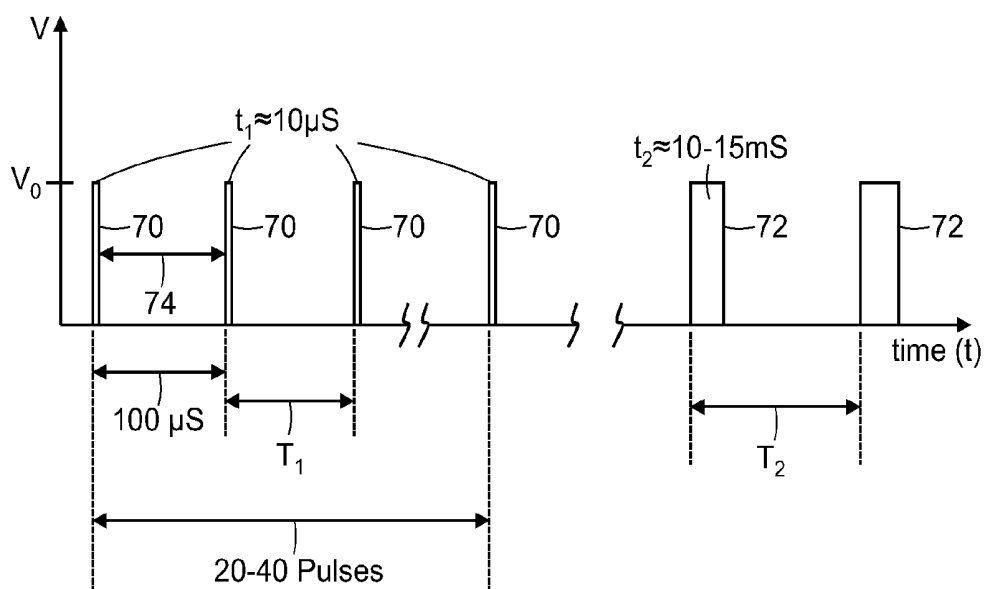 V
t₁≈10µS
t₂≈10-15mS
V₀
70
70
70
70
72
72
74
time (t)
100 µS
T₁
T₂
20-40 Pulses